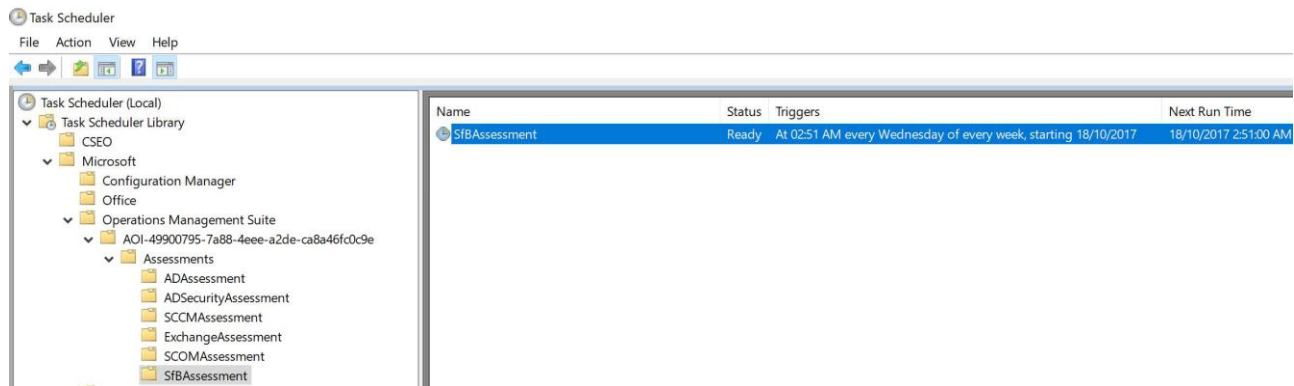 Task Scheduler
File Action View Help
Task Scheduler (Local)
Task Scheduler Library
CSEO
Microsoft
Configuration Manager
Office
Operations Management Suite
AOI-49900795-7a88-4eee-a2de-ca8a46fc0c9e
Assessments
ADAssessment
ADSecurityAssessment
SCCMAssessment
ExchangeAssessment
SCOMAssessment
SfBAssessment
Name Status Triggers Next Run Time
SfBAssessment Ready At 02:51 AM every Wednesday of every week, starting 18/10/2017 18/10/2017 2:51:00 AM